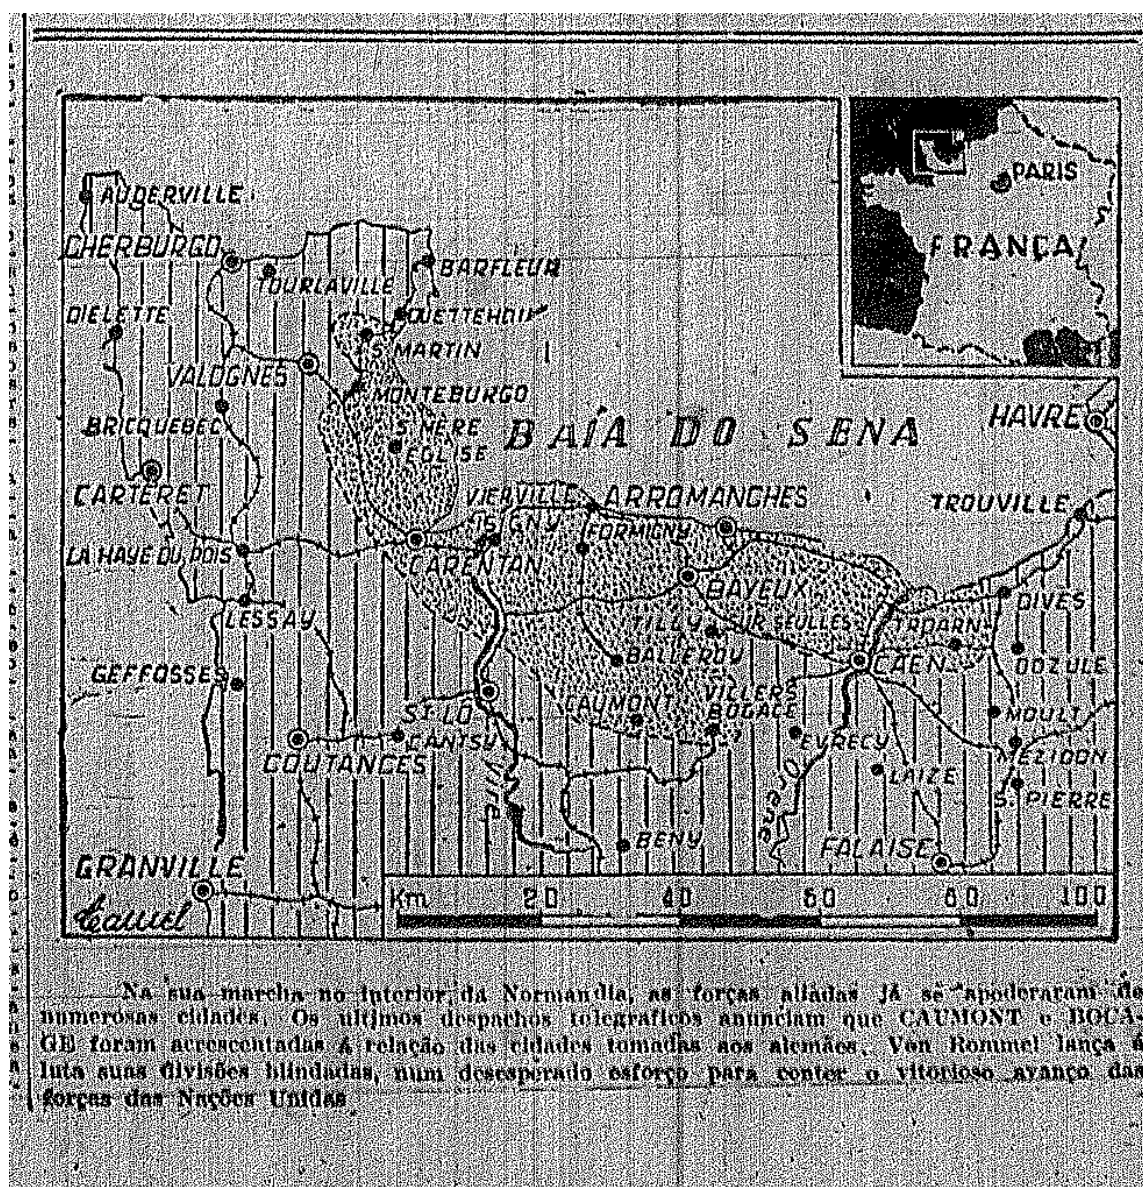 PARIS
FRANÇA
AUDERVILLE
CHERBURGO
TOURLAVILLE
BARFLEUR
DIELETTE
S. MARTIN
VALOGNES
MONTEBURGO
HAVRE
BRICQUEBEC
S. MERE
EGLISE
BAÍA DO SENA
CARTERET
VIERVILLE
ARROMANCHES
TROUVILLE
ISIGNY
FORMIGNY
LA HAYE DU POIS
CARENTAN
BAYEUX
DIVES
LESSAY
TILLY SUR SEULLES
TROARN
BALLEROY
CAEN
DOZULE
GEFFOSSES
VILLERS
BOCAGE
ST LO
CAUMONT
MOULT
CANISY
EVRECY
MEZIDON
COUTANCES
LAIZE
VIRE
ORENE
S. PIERRE
BENY
FALAISE
GRANVILLE
Km 20 40 60 80 100
Na sua marcha no interior da Normandia, as forças aliadas já se apoderaram de
numerosas cidades. Os ultimos despachos telegraficos anunciam que CAUMONT e BOCA-
GE foram acrescentadas á relação das cidades tomadas aos alemães. Von Rommel lança á
luta suas divisões blindadas, num desesperado esforço para conter o vitorioso avanço das
forças das Nações Unidas